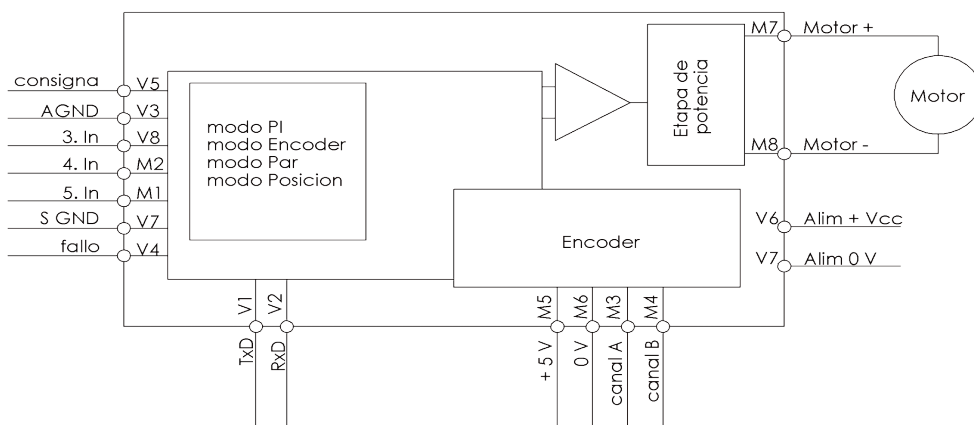 consigna
V5
AGND
V3
3. In
V8
4. In
M2
5. In
M1
S GND
V7
fallo
V4
modo PI
modo Encoder
modo Par
modo Posicion
Etapa de
potencia
M7
Motor +
Motor
M8
Motor -
V6
Alim + Vcc
V7
Alim 0 V
Encoder
V1
V2
TxD
RxD
M5
M6
M3
M4
+ 5 V
0 V
canal A
canal B